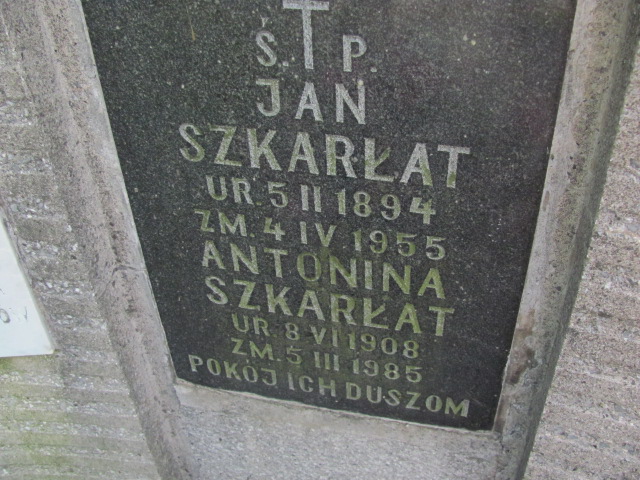 Ś. P.
JAN
SZKARŁAT
UR. 5 II 1894
ZM. 4 IV 1955
ANTONINA
SZKARŁAT
UR. 8 VI 1908
ZM. 5 III 1985
POKÓJ ICH DUSZOM